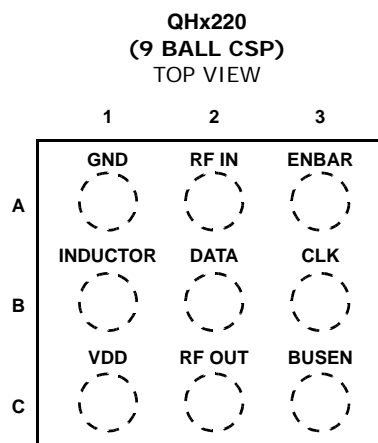 QHx220
(9 BALL CSP)
TOP VIEW
1 2 3
GND RF IN ENBAR
A
INDUCTOR DATA CLK
B
VDD RF OUT BUSEN
C